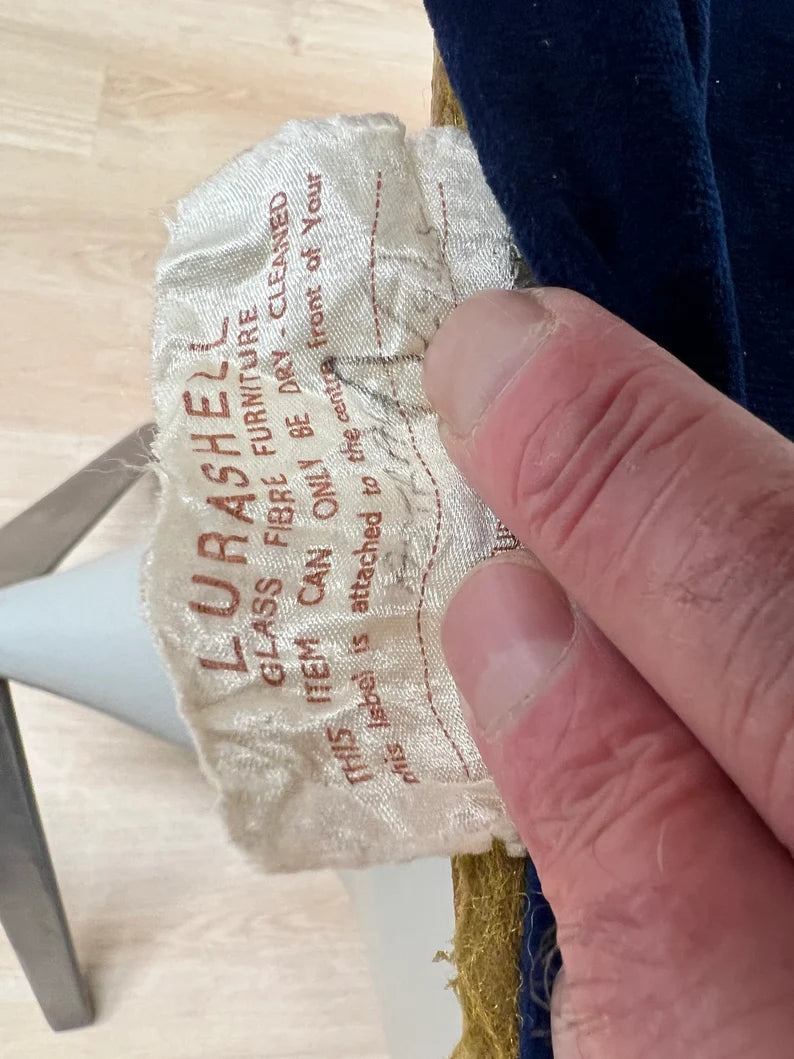 LURASHELL
GLASS FIBRE FURNITURE
THIS ITEM CAN ONLY BE DRY-CLEANED
this label is attached to the centre front of Your